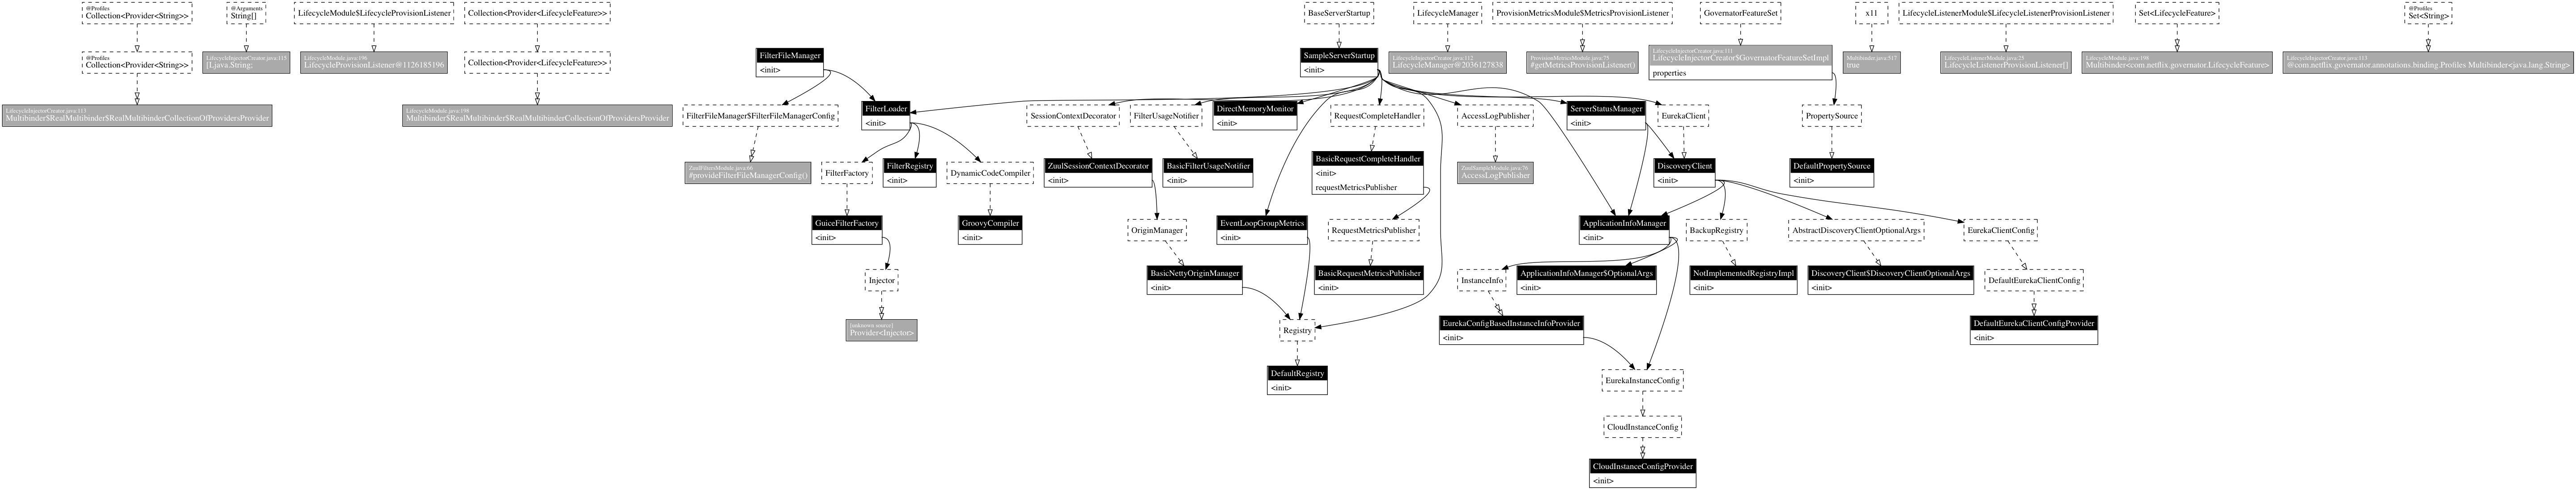 @Profiles
Collection<Provider<String>>
@Arguments
String[]
LifecycleModule$LifecycleProvisionListener
Collection<Provider<LifecycleFeature>>
BaseServerStartup
LifecycleManager
ProvisionMetricsModule$MetricsProvisionListener
GovernatorFeatureSet
x11
LifecycleListenerModule$LifecycleListenerProvisionListener
Set<LifecycleFeature>
@Profiles
Set<String>
@Profiles
Collection<Provider<String>>
LifecycleInjectorCreator.java:115
[Ljava.String;
LifecycleModule.java:196
LifecycleProvisionListener@1126185196
Collection<Provider<LifecycleFeature>>
FilterFileManager
<init>
SampleServerStartup
<init>
LifecycleInjectorCreator.java:112
LifecycleManager@2036127838
ProvisionMetricsModule.java:75
#getMetricsProvisionListener()
LifecycleInjectorCreator.java:111
LifecycleInjectorCreator$GovernatorFeatureSetImpl
properties
Multibinder.java:517
true
LifecycleListenerModule.java:25
LifecycleListenerProvisionListener[]
LifecycleModule.java:198
Multibinder<com.netflix.governator.LifecycleFeature>
LifecycleInjectorCreator.java:113
@com.netflix.governator.annotations.binding.Profiles Multibinder<java.lang.String>
LifecycleInjectorCreator.java:113
Multibinder$RealMultibinder$RealMultibinderCollectionOfProvidersProvider
LifecycleModule.java:198
Multibinder$RealMultibinder$RealMultibinderCollectionOfProvidersProvider
FilterFileManager$FilterFileManagerConfig
FilterLoader
<init>
SessionContextDecorator
FilterUsageNotifier
DirectMemoryMonitor
<init>
RequestCompleteHandler
AccessLogPublisher
ServerStatusManager
<init>
EurekaClient
PropertySource
ZuulFiltersModule.java:66
#provideFilterFileManagerConfig()
FilterFactory
FilterRegistry
<init>
DynamicCodeCompiler
ZuulSessionContextDecorator
<init>
BasicFilterUsageNotifier
<init>
BasicRequestCompleteHandler
<init>
requestMetricsPublisher
ZuulSampleModule.java:76
AccessLogPublisher
DiscoveryClient
<init>
DefaultPropertySource
<init>
GuiceFilterFactory
<init>
GroovyCompiler
<init>
OriginManager
EventLoopGroupMetrics
<init>
RequestMetricsPublisher
ApplicationInfoManager
<init>
BackupRegistry
AbstractDiscoveryClientOptionalArgs
EurekaClientConfig
Injector
BasicNettyOriginManager
<init>
BasicRequestMetricsPublisher
<init>
InstanceInfo
ApplicationInfoManager$OptionalArgs
<init>
NotImplementedRegistryImpl
<init>
DiscoveryClient$DiscoveryClientOptionalArgs
<init>
DefaultEurekaClientConfig
[unknown source]
Provider<Injector>
Registry
EurekaConfigBasedInstanceInfoProvider
<init>
DefaultEurekaClientConfigProvider
<init>
DefaultRegistry
<init>
EurekaInstanceConfig
CloudInstanceConfig
CloudInstanceConfigProvider
<init>